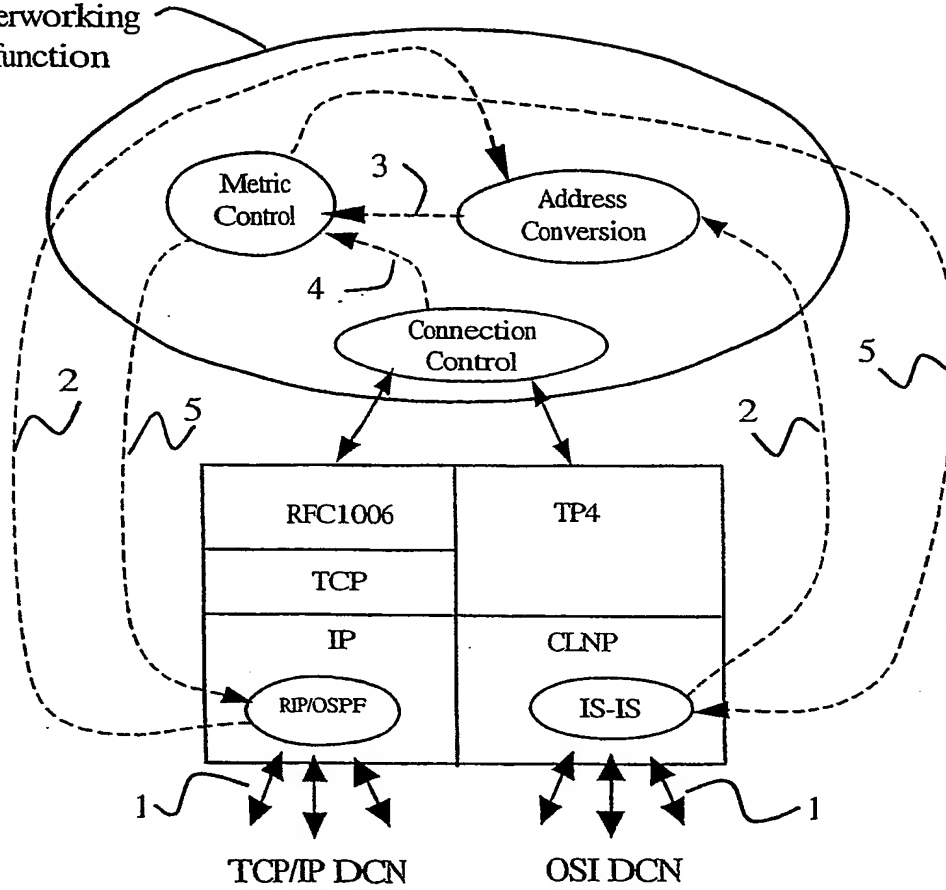 erworking
function
Metric
Control
3
Address
Conversion
4
Connection
Control
2
5
2
5
RFC1006
TP4
TCP
IP
CLNP
RIP/OSPF
IS-IS
1
1
TCP/IP DCN
OSI DCN